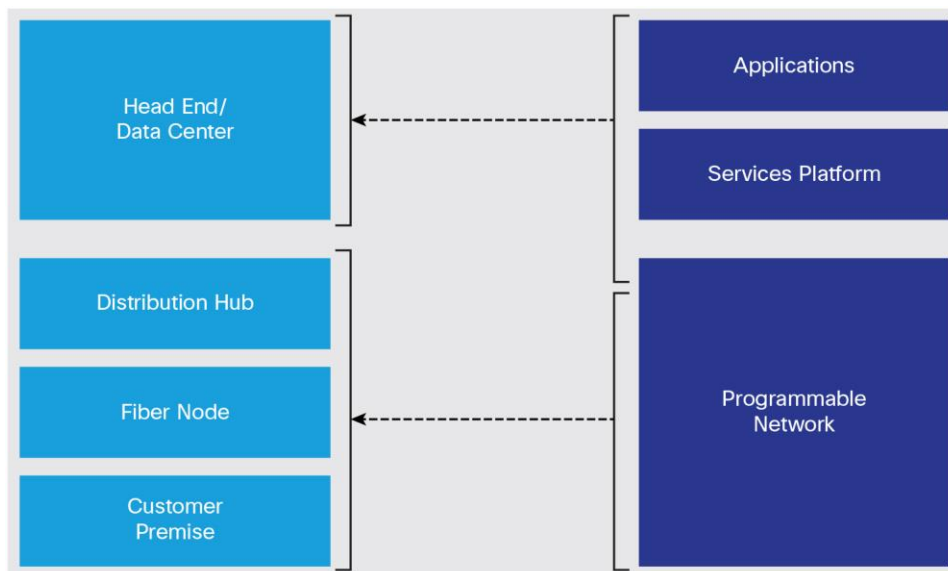 Head End/
Data Center
Distribution Hub
Fiber Node
Customer
Premise
Applications
Services Platform
Programmable
Network